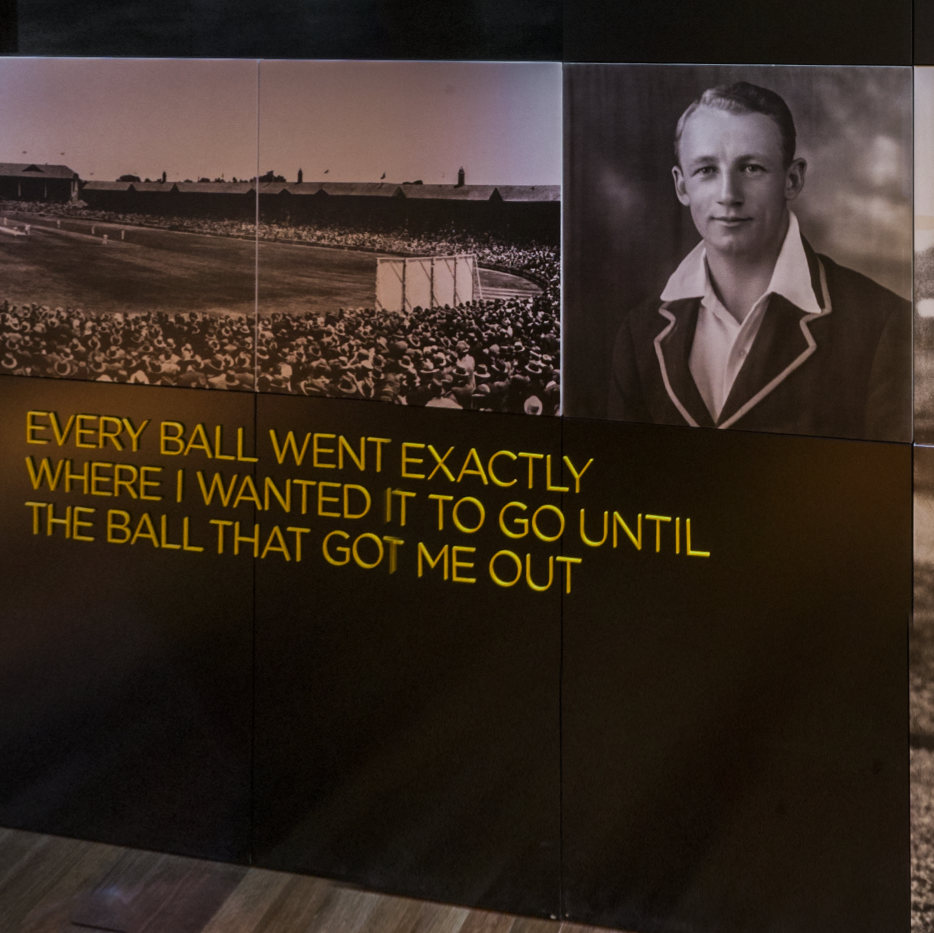 EVERY BALL WENT EXACTLY
WHERE I WANTED IT TO GO UNTIL
THE BALL THAT GOT ME OUT